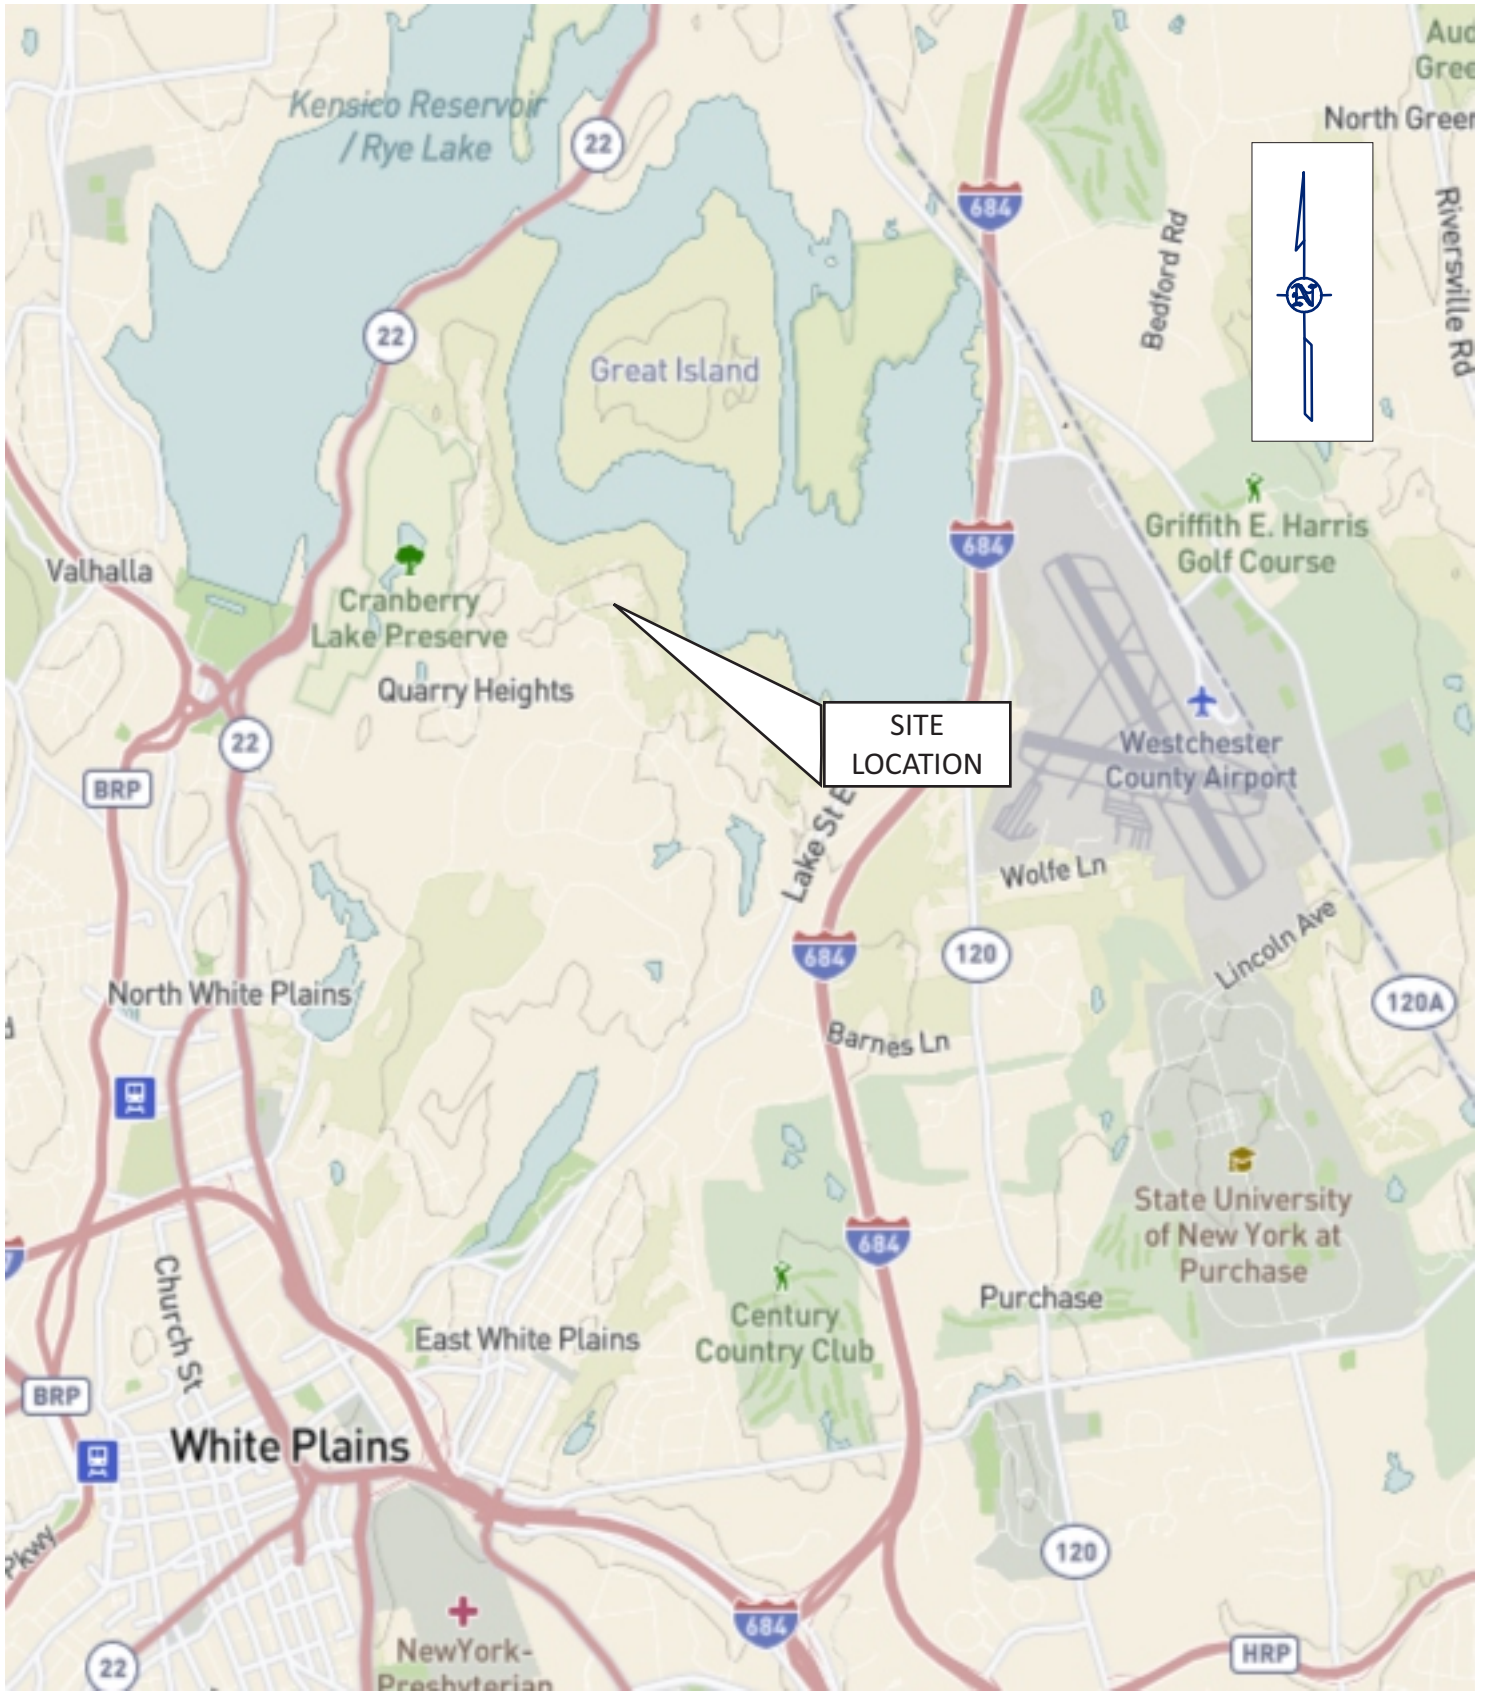 Aud
Gree
Kensico Reservoir
/ Rye Lake
North Green
22
684
Riversville Rd
Bedford Rd
N
22
Great Island
Griffith E. Harris
Golf Course
684
Valhalla
Cranberry
Lake Preserve
Quarry Heights
SITE
LOCATION
22
Westchester
County Airport
BRP
Lake St E
Wolfe Ln
Lincoln Ave
684
120
North White Plains
120A
Barnes Ln
State University
of New York at
Purchase
684
Church St
Purchase
Century
Country Club
East White Plains
BRP
White Plains
Pkwy
120
684
NewYork-
Presbyterian
HRP
22